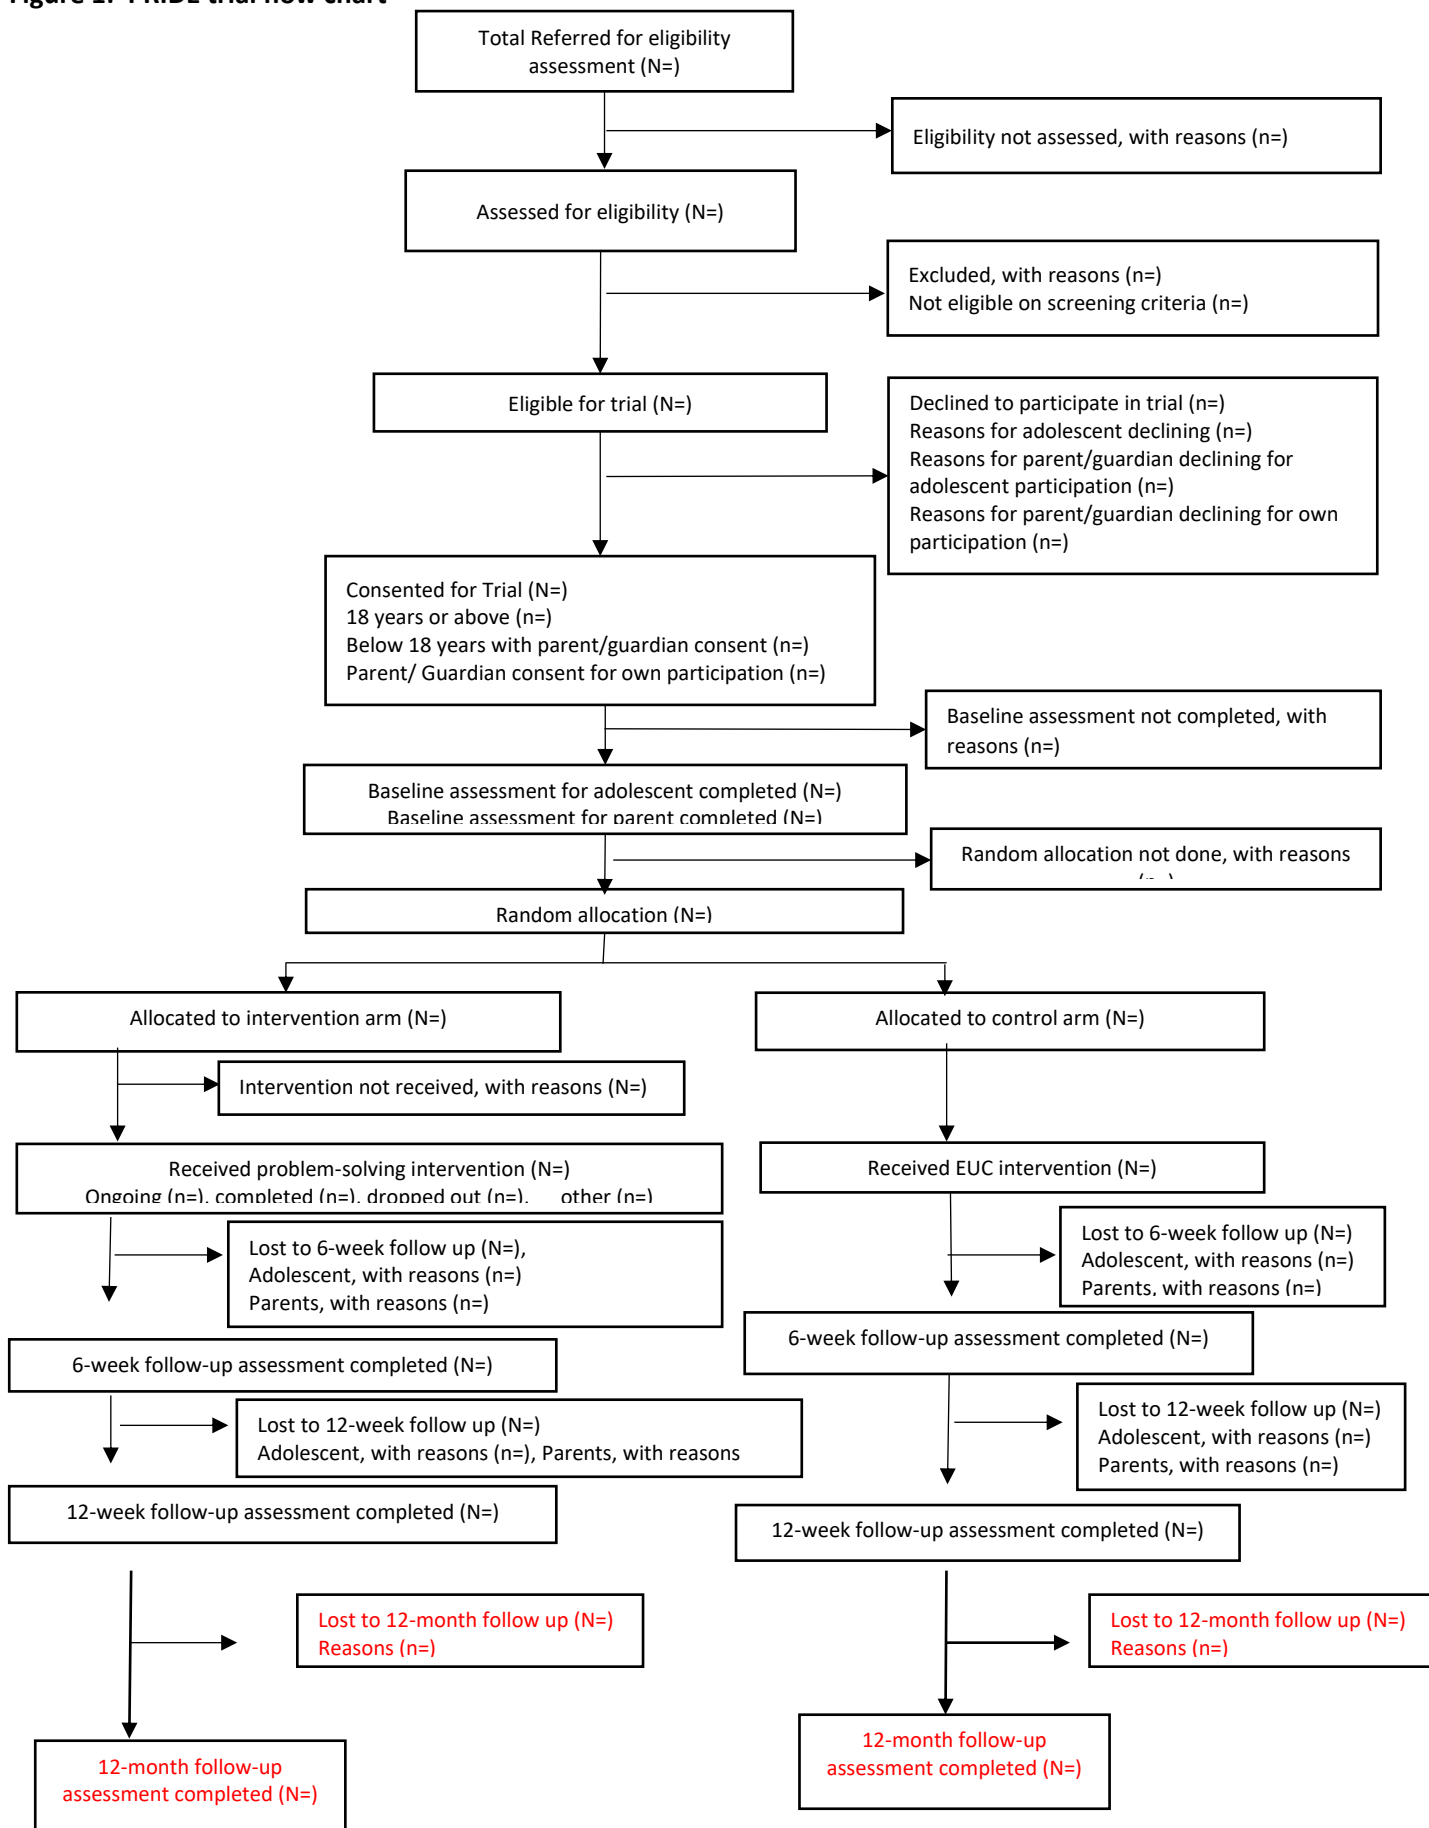 Figure 1. PRIDE trial flow chart
Total Referred for eligibility
assessment (N=)
Eligibility not assessed, with reasons (n=)
Assessed for eligibility (N=)
Excluded, with reasons (n=)
Not eligible on screening criteria (n=)
Eligible for trial (N=)
Declined to participate in trial (n=)
Reasons for adolescent declining (n=)
Reasons for parent/guardian declining for
adolescent participation (n=)
Reasons for parent/guardian declining for own
participation (n=)
Consented for Trial (N=)
18 years or above (n=)
Below 18 years with parent/guardian consent (n=)
Parent/ Guardian consent for own participation (n=)
Baseline assessment not completed, with
reasons (n=)
Baseline assessment for adolescent completed (N=)
Baseline assessment for parent completed (N=)
Random allocation not done, with reasons
(n=)
Random allocation (N=)
Allocated to intervention arm (N=)
Allocated to control arm (N=)
Intervention not received, with reasons (N=)
Received problem-solving intervention (N=)
Ongoing (n=), completed (n=), dropped out (n=), other (n=)
Received EUC intervention (N=)
Lost to 6-week follow up (N=),
Adolescent, with reasons (n=)
Parents, with reasons (n=)
Lost to 6-week follow up (N=)
Adolescent, with reasons (n=)
Parents, with reasons (n=)
6-week follow-up assessment completed (N=)
6-week follow-up assessment completed (N=)
Lost to 12-week follow up (N=)
Adolescent, with reasons (n=), Parents, with reasons
Lost to 12-week follow up (N=)
Adolescent, with reasons (n=)
Parents, with reasons (n=)
12-week follow-up assessment completed (N=)
12-week follow-up assessment completed (N=)
Lost to 12-month follow up (N=)
Reasons (n=)
Lost to 12-month follow up (N=)
Reasons (n=)
12-month follow-up
assessment completed (N=)
12-month follow-up
assessment completed (N=)